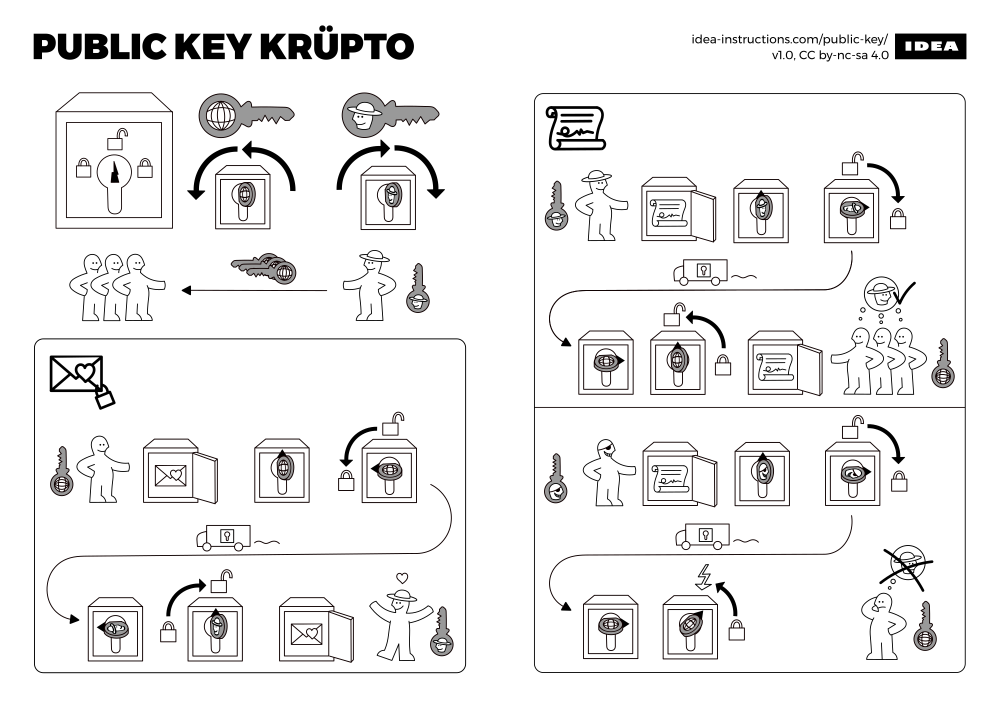 PUBLIC KEY KRÜPTO
idea-instructions.com/public-key/
v1.0, CC by-nc-sa 4.0
IDEA